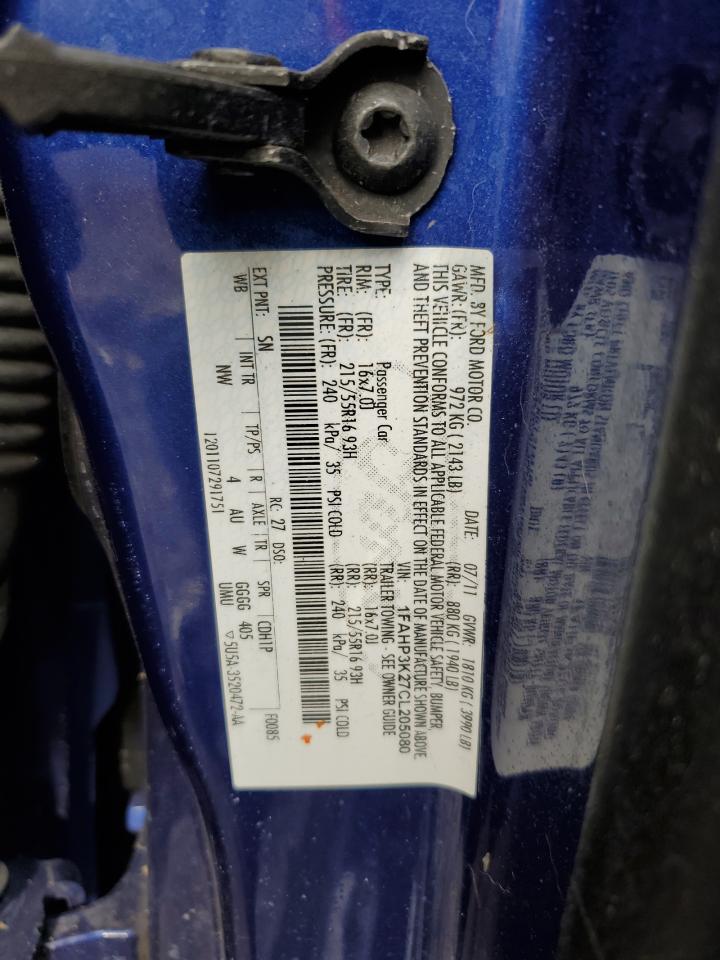 MFD. BY FORD MOTOR CO.
DATE: 07/11 GVWR: 1810 KG ( 3990 LB)
GAWR: (FR): 972 KG ( 2143 LB) (RR): 880 KG ( 1940 LB)
THIS VEHICLE CONFORMS TO ALL APPLICABLE FEDERAL MOTOR VEHICLE SAFETY, BUMPER
AND THEFT PREVENTION STANDARDS IN EFFECT ON THE DATE OF MANUFACTURE SHOWN ABOVE.
VIN: 1FAHP3K27CL205080
TYPE: Passenger Car TRAILER TOWING - SEE OWNER GUIDE
RIM: (FR): 16x7.0J (RR): 16x7.0J
TIRE: (FR): 215/55R16 93H (RR): 215/55R16 93H
PRESSURE: (FR): 240 kPa/ 35 PSI COLD (RR): 240 kPa/ 35 PSI COLD
RC: 27 DSO: F0085
EXT PNT: SN CDH1P
WB INT TR TP/PS R AXLE TR SPR
NW 4 AU W GGGG 405
UMU
1201107291751 ▽ 5U5A-3520472-AA